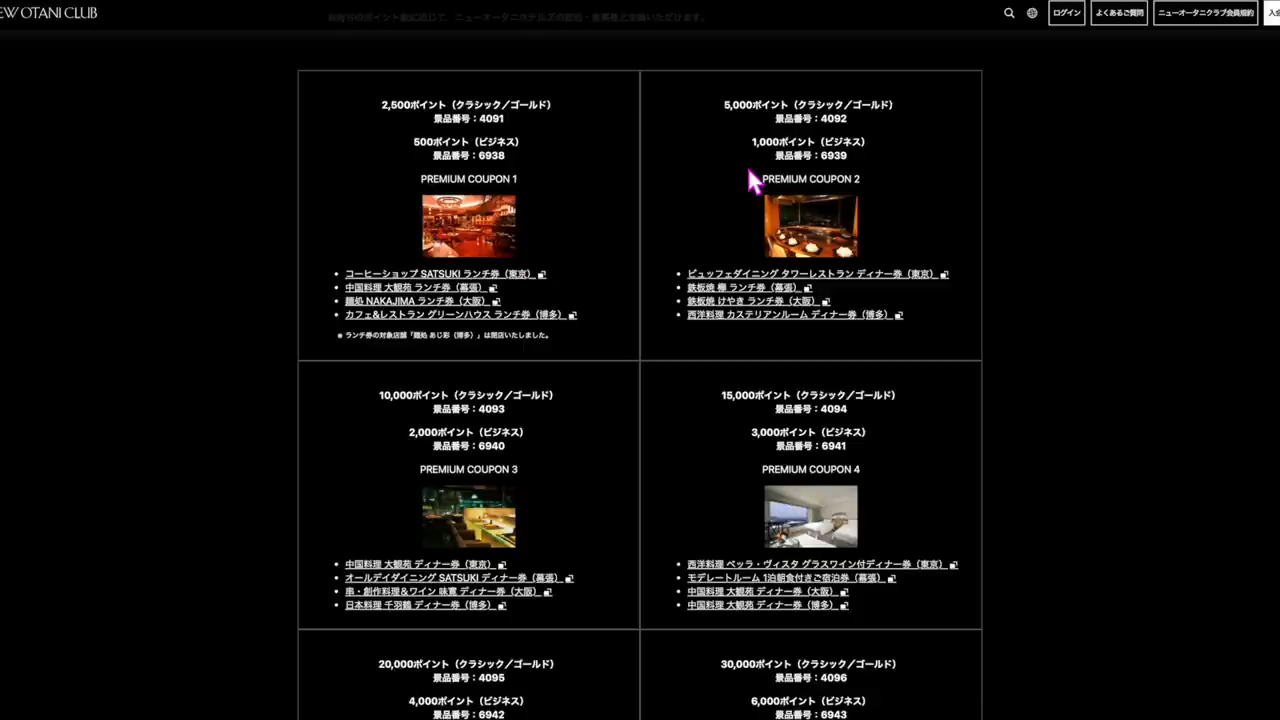 EW OTANI CLUB
ログイン
よくあるご質問
ニューオータニクラブ会員規約
入会
2,500ポイント（クラシック／ゴールド）
景品番号：4091
500ポイント（ビジネス）
景品番号：6938
PREMIUM COUPON 1
コーヒーショップ SATSUKI ランチ券（東京）
中国料理 大観苑 ランチ券（幕張）
麺処 NAKAJIMA ランチ券（大阪）
カフェ&レストラン グリーンハウス ランチ券（博多）
※ ランチ券の対象店舗「麺処 あじ彩（博多）」は閉店いたしました。
5,000ポイント（クラシック／ゴールド）
景品番号：4092
1,000ポイント（ビジネス）
景品番号：6939
PREMIUM COUPON 2
ビュッフェダイニング タワーレストラン ディナー券（東京）
鉄板焼 欅 ランチ券（幕張）
鉄板焼 けやき ランチ券（大阪）
西洋料理 カステリアンルーム ディナー券（博多）
10,000ポイント（クラシック／ゴールド）
景品番号：4093
2,000ポイント（ビジネス）
景品番号：6940
PREMIUM COUPON 3
中国料理 大観苑 ディナー券（東京）
オールデイダイニング SATSUKI ディナー券（幕張）
串・創作料理＆ワイン 味寛 ディナー券（大阪）
日本料理 千羽鶴 ディナー券（博多）
15,000ポイント（クラシック／ゴールド）
景品番号：4094
3,000ポイント（ビジネス）
景品番号：6941
PREMIUM COUPON 4
西洋料理 ベッラ・ヴィスタ グラスワイン付ディナー券（東京）
モデレートルーム 1泊朝食付きご宿泊券（幕張）
中国料理 大観苑 ディナー券（大阪）
中国料理 大観苑 ディナー券（博多）
20,000ポイント（クラシック／ゴールド）
景品番号：4095
4,000ポイント（ビジネス）
景品番号：6942
30,000ポイント（クラシック／ゴールド）
景品番号：4096
6,000ポイント（ビジネス）
景品番号：6943